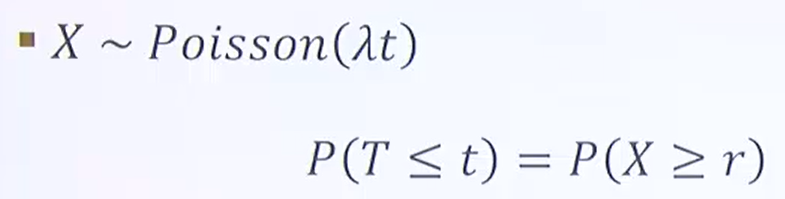 ▪ X ~ Poisson(λt)
P(T ≤ t) = P(X ≥ r)